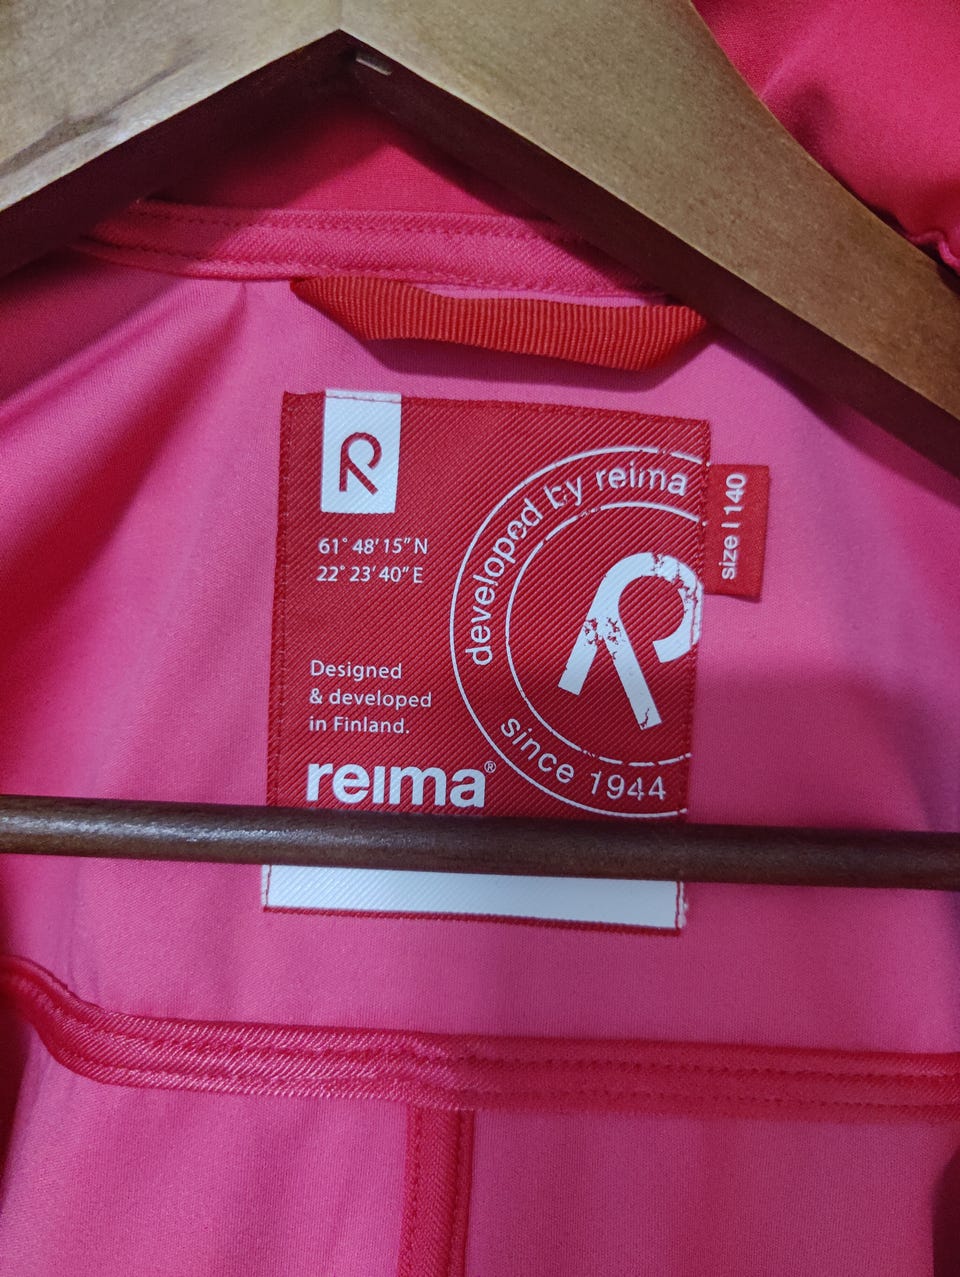 61° 48' 15" N
22° 23' 40" E
Designed
& developed
in Finland.
reima®
developed by reima
since 1944
size | 140